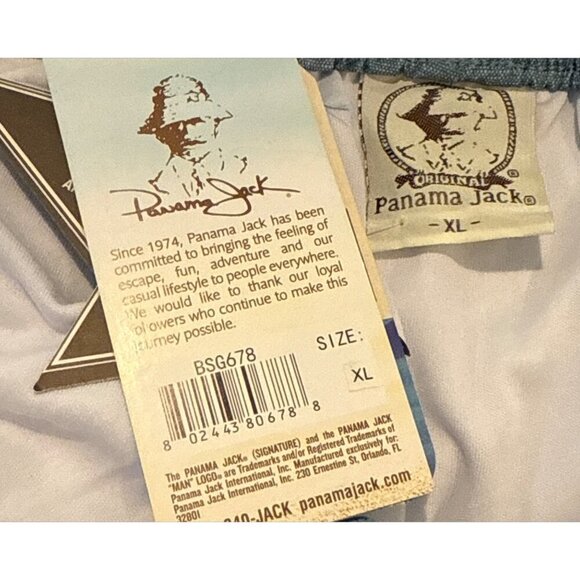 Panama Jack®
Since 1974, Panama Jack has been
committed to bringing the feeling of
escape, fun, adventure and our
casual lifestyle to people everywhere.
We would like to thank our loyal
followers who continue to make this
journey possible.
BSG678
SIZE:
XL
8 02443 80678 8
The PANAMA JACK® (SIGNATURE) and the PANAMA JACK
"MAN" LOGO® are Trademarks and/or Registered Trademarks of
Panama Jack International, Inc. Manufactured exclusively for:
Panama Jack International, Inc. 230 Ernestine St, Orlando, FL
32801
-JACK panamajack.com
ORIGINAL®
Panama Jack®
- XL -